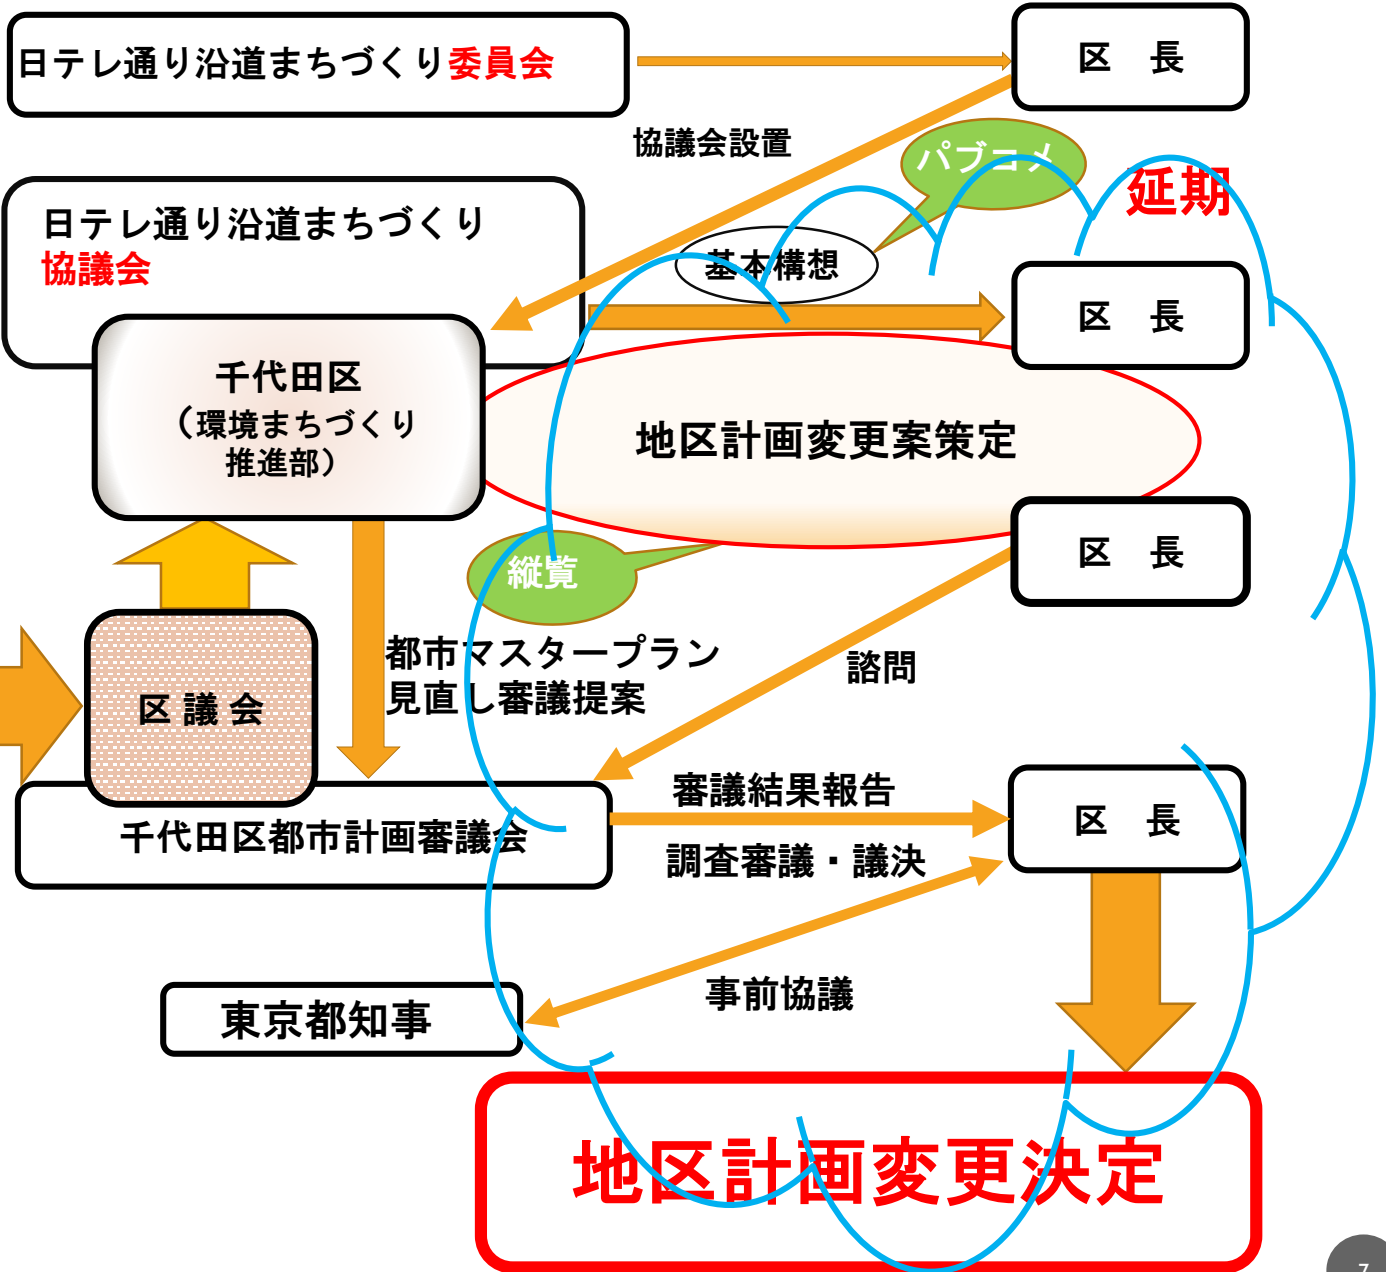 日テレ通り沿道まちづくり委員会
区　長
協議会設置
パブコメ
延期
日テレ通り沿道まちづくり
協議会
基本構想
区　長
千代田区
（環境まちづくり
推進部）
地区計画変更案策定
区　長
縦覧
都市マスタープラン
見直し審議提案
諮問
区 議 会
審議結果報告
区　長
千代田区都市計画審議会
調査審議・議決
事前協議
東京都知事
地区計画変更決定
7